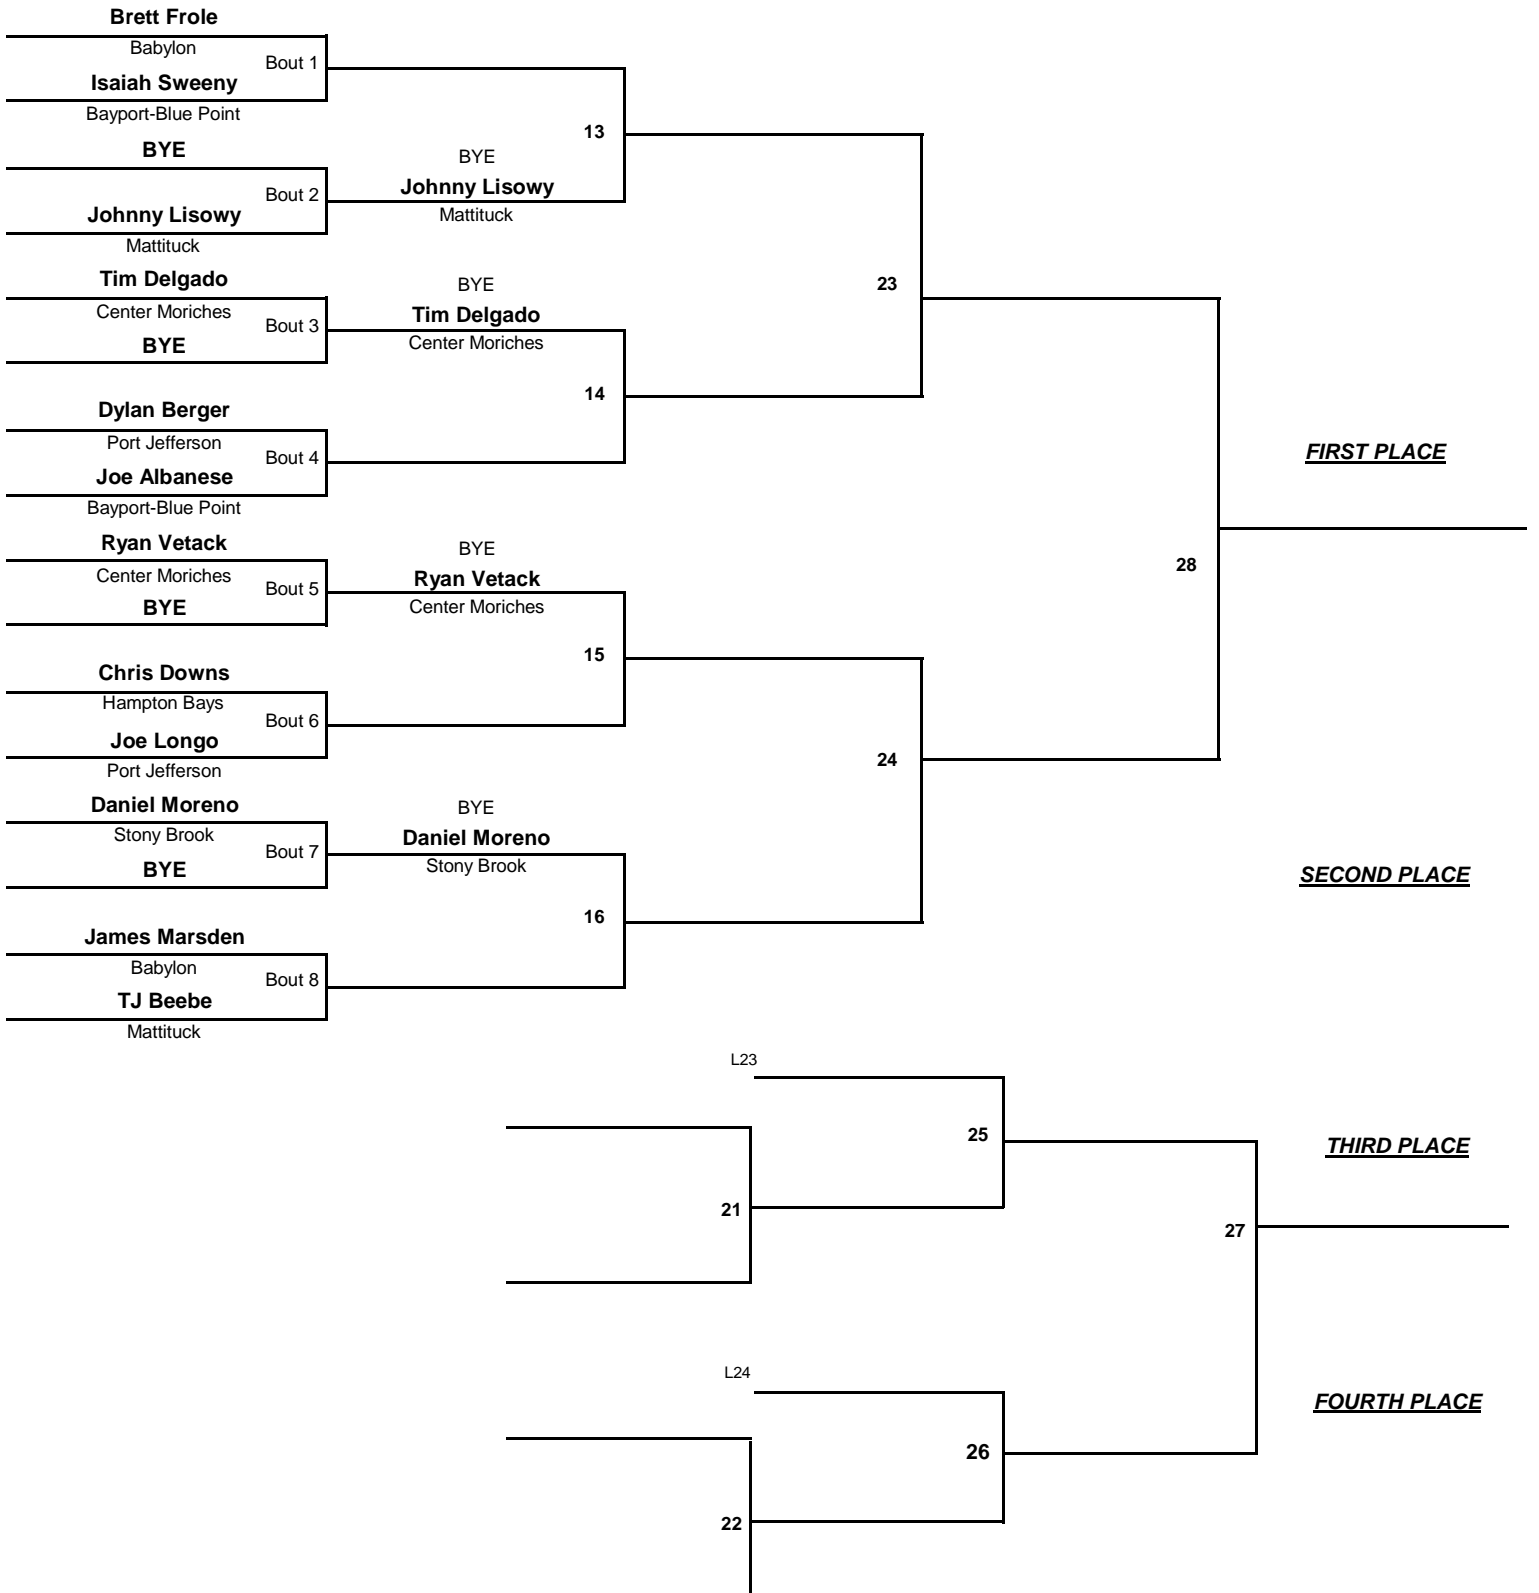 Brett Frole
Babylon
Bout 1
Isaiah Sweeny
Bayport-Blue Point
13
BYE
BYE
Bout 2
Johnny Lisowy
Johnny Lisowy
Mattituck
Mattituck
Tim Delgado
BYE
23
Center Moriches
Tim Delgado
Bout 3
BYE
Center Moriches
14
Dylan Berger
Port Jefferson
Bout 4
FIRST PLACE
Joe Albanese
Bayport-Blue Point
Ryan Vetack
BYE
28
Center Moriches
Ryan Vetack
Bout 5
BYE
Center Moriches
15
Chris Downs
Hampton Bays
Bout 6
Joe Longo
24
Port Jefferson
Daniel Moreno
BYE
Stony Brook
Daniel Moreno
Bout 7
BYE
Stony Brook
SECOND PLACE
16
James Marsden
Babylon
Bout 8
TJ Beebe
Mattituck
L23
25
THIRD PLACE
21
27
L24
FOURTH PLACE
26
22